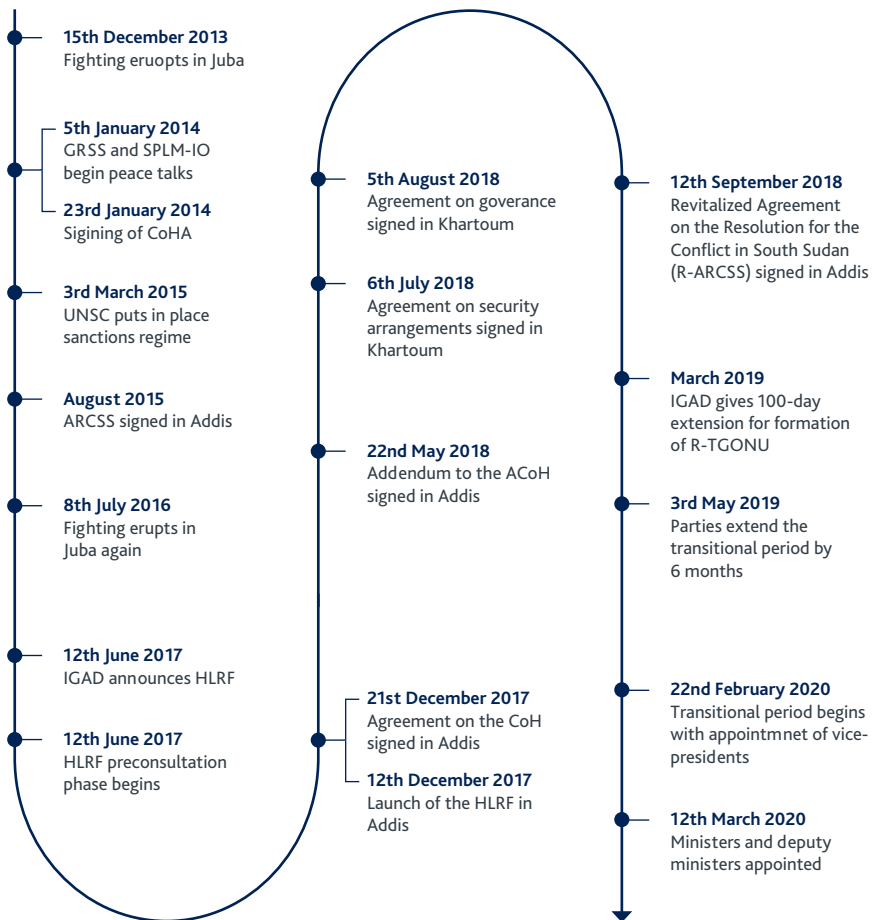 15th December 2013
Fighting eruopts in Juba
5th January 2014
GRSS and SPLM-IO
begin peace talks
23rd January 2014
Sigining of CoHA
3rd March 2015
UNSC puts in place
sanctions regime
August 2015
ARCSS signed in Addis
8th July 2016
Fighting erupts in
Juba again
12th June 2017
IGAD announces HLRF
12th June 2017
HLRF preconsultation
phase begins
5th August 2018
Agreement on goverance
signed in Khartoum
6th July 2018
Agreement on security
arrangements signed in
Khartoum
22nd May 2018
Addendum to the ACoH
signed in Addis
21st December 2017
Agreement on the CoH
signed in Addis
12th December 2017
Launch of the HLRF in
Addis
12th September 2018
Revitalized Agreement
on the Resolution for the
Conflict in South Sudan
(R-ARCSS) signed in Addis
March 2019
IGAD gives 100-day
extension for formation
of R-TGONU
3rd May 2019
Parties extend the
transitional period by
6 months
22nd February 2020
Transitional period begins
with appointmnet of vice-
presidents
12th March 2020
Ministers and deputy
ministers appointed